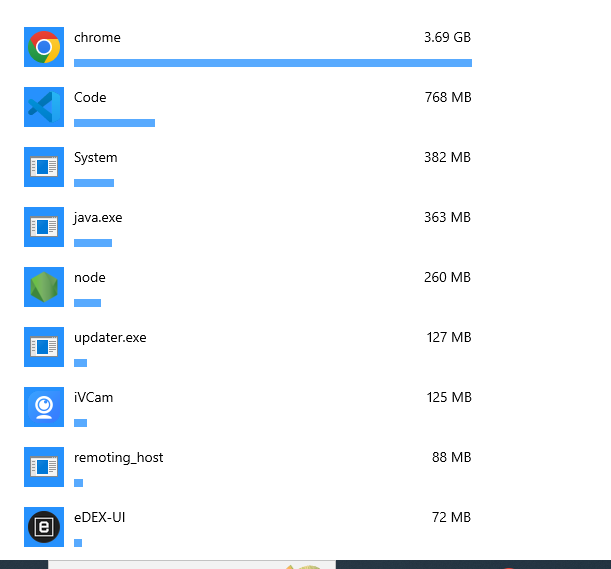 chrome 3.69 GB
Code 768 MB
System 382 MB
java.exe 363 MB
node 260 MB
updater.exe 127 MB
iVCam 125 MB
remoting_host 88 MB
eDEX-UI 72 MB